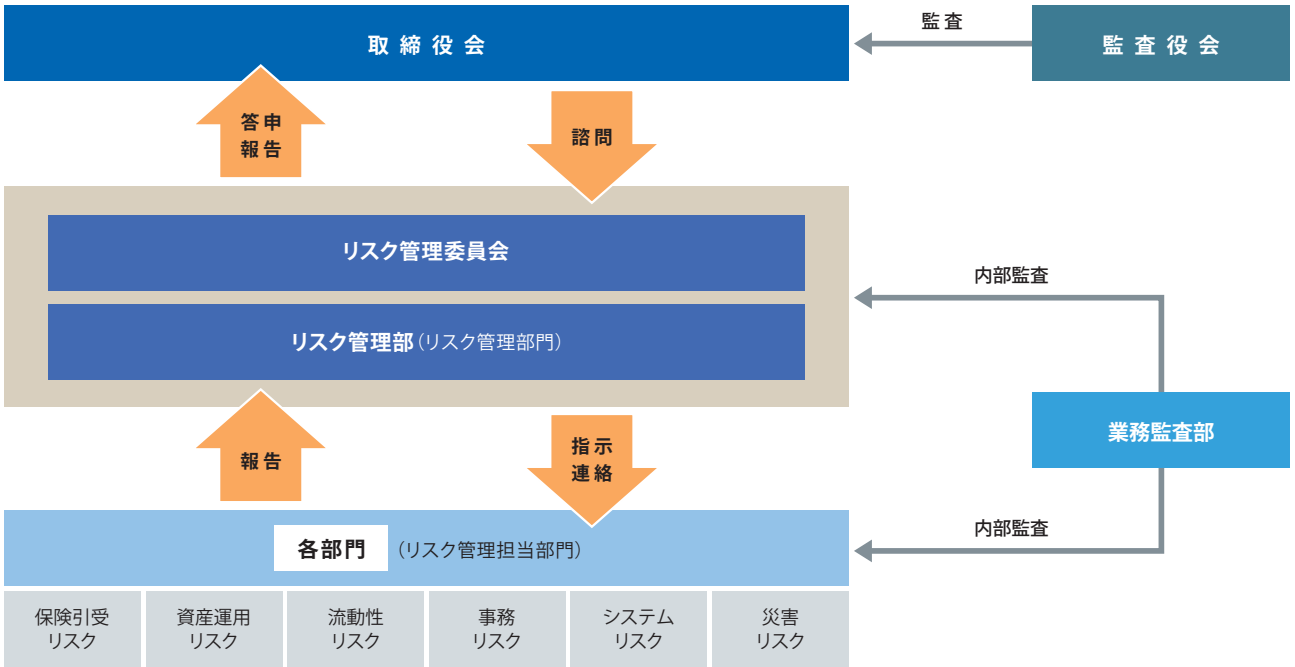 取締役会
監査
監査役会
答申
報告
諮問
リスク管理委員会
リスク管理部(リスク管理部門)
内部監査
業務監査部
報告
指示
連絡
内部監査
各部門 (リスク管理担当部門)
保険引受
リスク
資産運用
リスク
流動性
リスク
事務
リスク
システム
リスク
災害
リスク